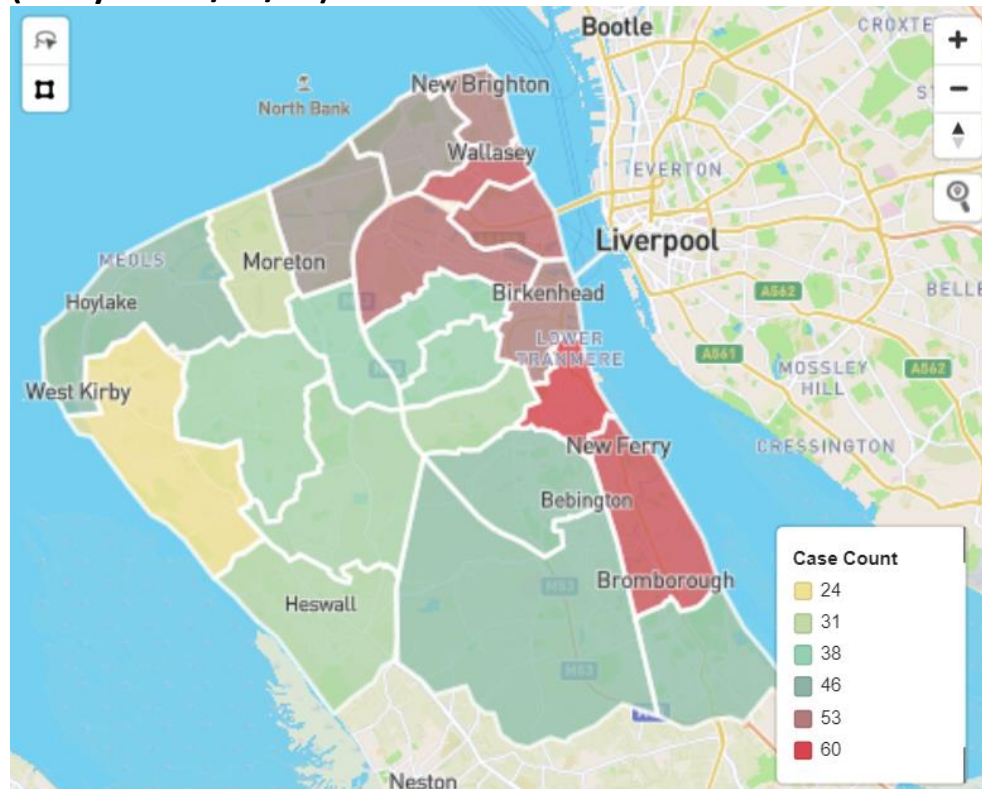 Bootle
CROXTE
New Brighton
North Bank
Wallasey
EVERTON
Liverpool
MEOLS
Moreton
Hoylake
Birkenhead
A562
BELLE
LOWER
TRANMERE
A561
MOSSLEY
HILL
A562
West Kirby
New Ferry
CRESSINGTON
Bebington
Case Count
24
31
38
46
53
60
Bromborough
M53
Heswall
M53
Neston